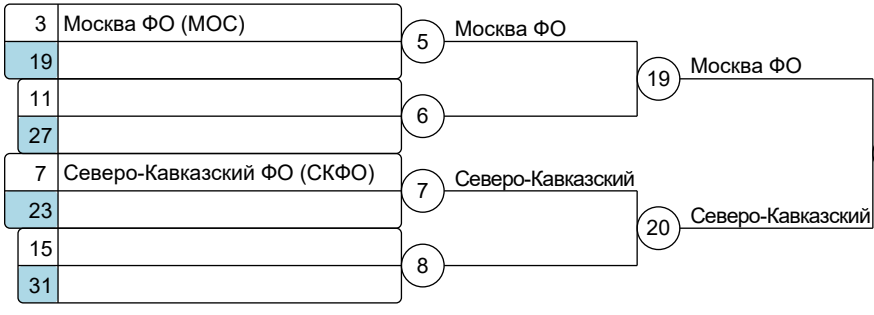 3 Москва ФО (МОС)
19
5 Москва ФО
11
27
6
19 Москва ФО
7 Северо-Кавказский ФО (СКФО)
23
7 Северо-Кавказский
15
31
8
20 Северо-Кавказский